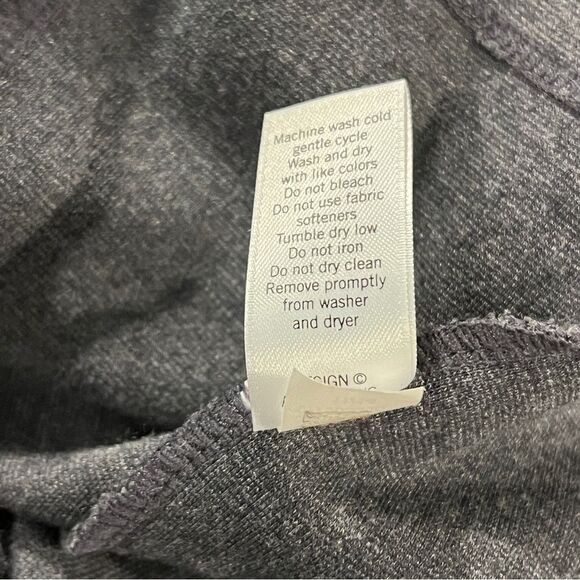 Machine wash cold
gentle cycle
Wash and dry
with like colors
Do not bleach
Do not use fabric
softeners
Tumble dry low
Do not iron
Do not dry clean
Remove promptly
from washer
and dryer
©